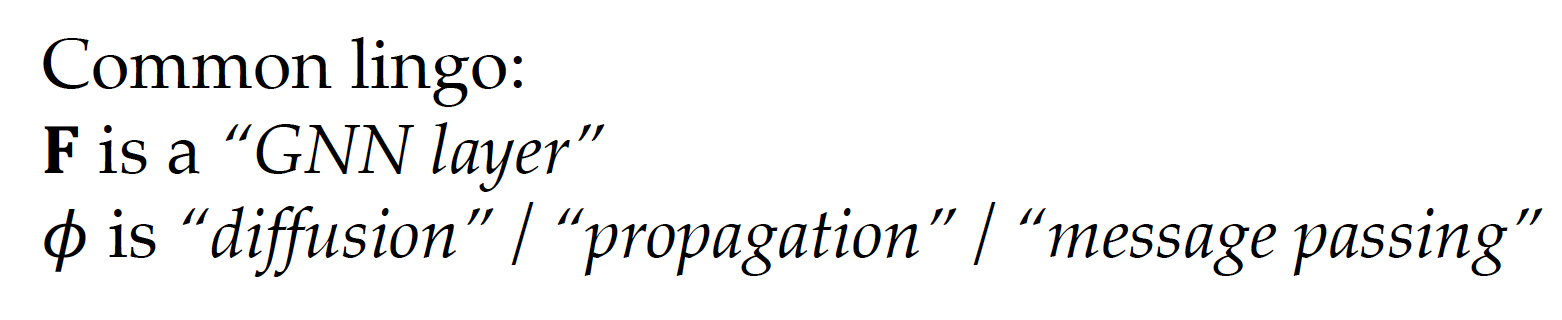 Common lingo:
F is a “GNN layer”
ϕ is “diffusion” / “propagation” / “message passing”